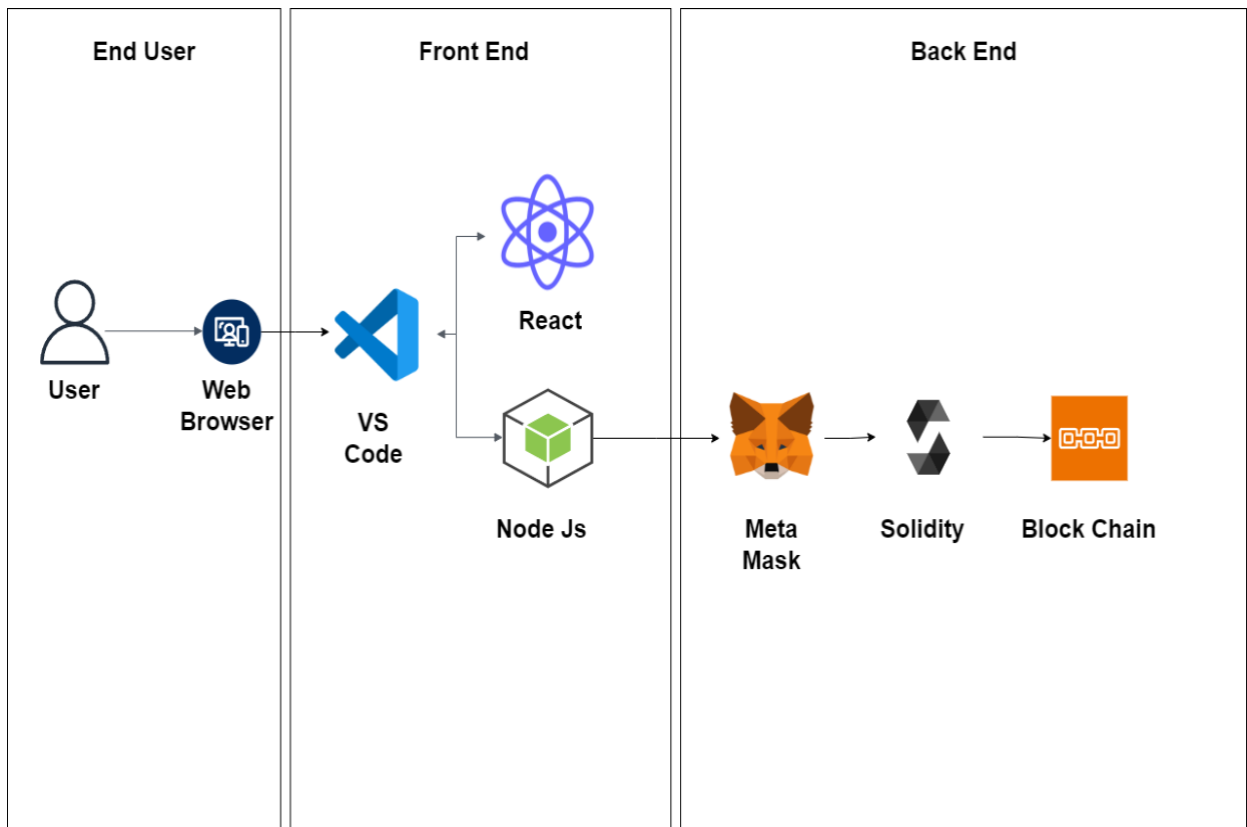 End User
Front End
Back End
User
Web
Browser
VS
Code
React
Node Js
Meta
Mask
Solidity
Block Chain